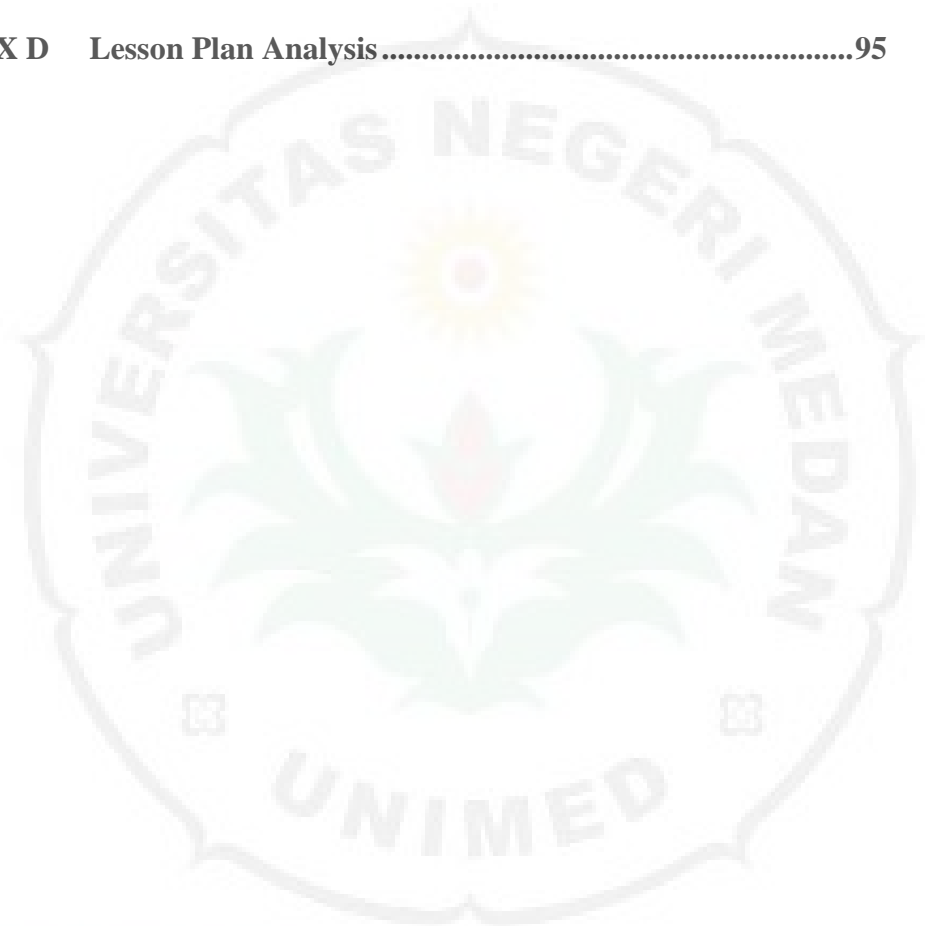 X D Lesson Plan Analysis............................................................95
UNIVERSITAS NEGERI MEDAN
UNIMED